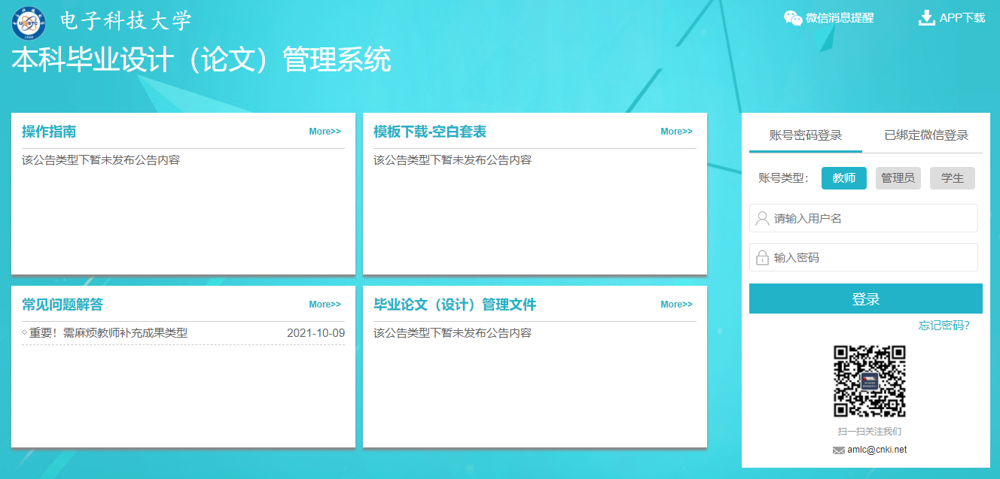 电子科技大学
本科毕业设计（论文）管理系统
微信消息提醒
APP下载
操作指南
More>>
该公告类型下暂未发布公告内容
模板下载-空白套表
More>>
该公告类型下暂未发布公告内容
常见问题解答
More>>
重要！需麻烦教师补充成果类型
2021-10-09
毕业论文（设计）管理文件
More>>
该公告类型下暂未发布公告内容
账号密码登录
已绑定微信登录
账号类型：
教师
管理员
学生
请输入用户名
输入密码
登录
忘记密码？
扫一扫关注我们
amlc@cnki.net